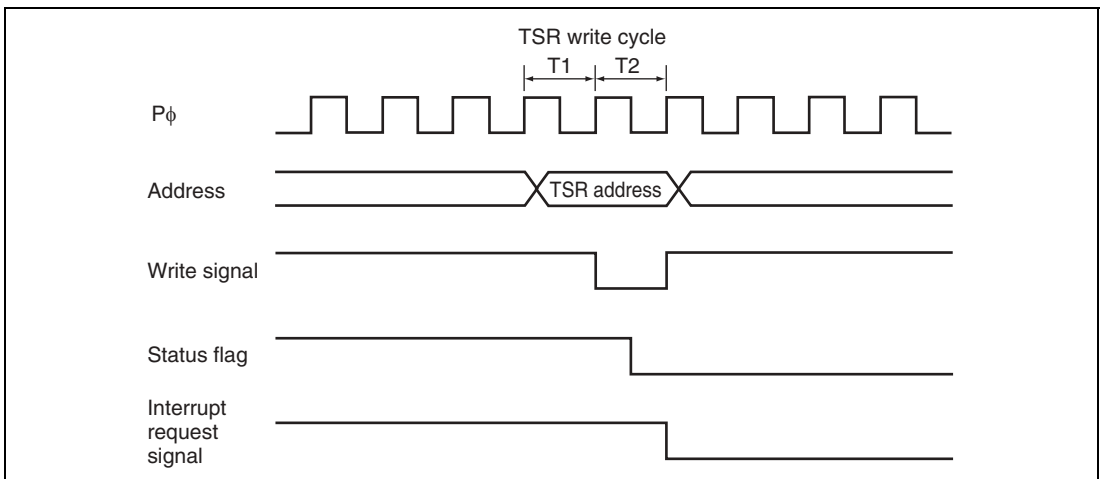 TSR write cycle
T1 T2
Pϕ
Address
TSR address
Write signal
Status flag
Interrupt
request
signal